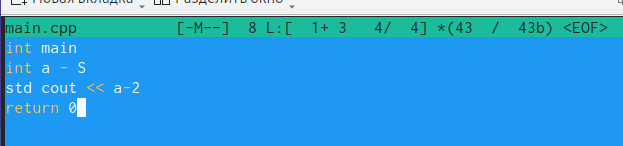 Новая вкладка Разделить окно
main.cpp [-M--] 8 L:[ 1+ 3 4/ 4] *(43 / 43b) <EOF>
int main
int a - S
std cout << a-2
return 0